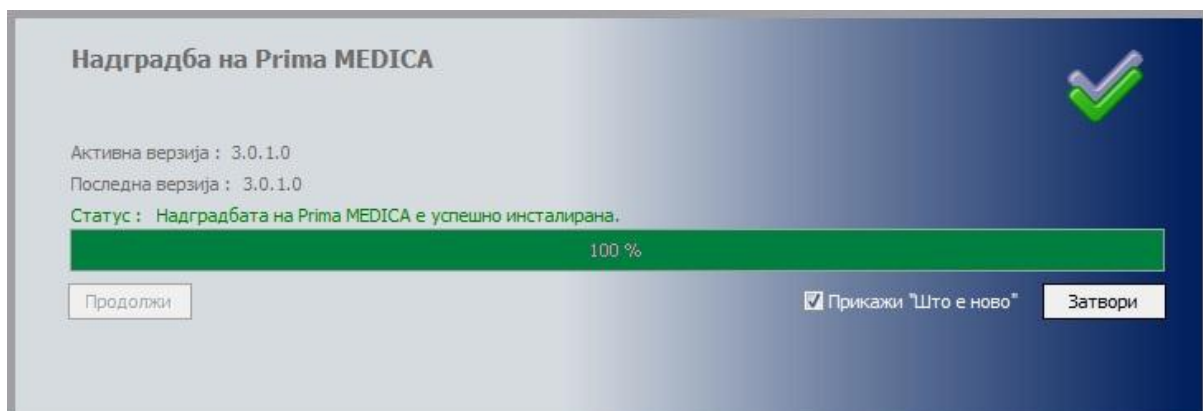 Надградба на Prima MEDICA
Активна верзија : 3.0.1.0
Последна верзија : 3.0.1.0
Статус : Надградбата на Prima MEDICA е успешно инсталирана.
100 %
Продолжи
Прикажи "Што е ново"
Затвори